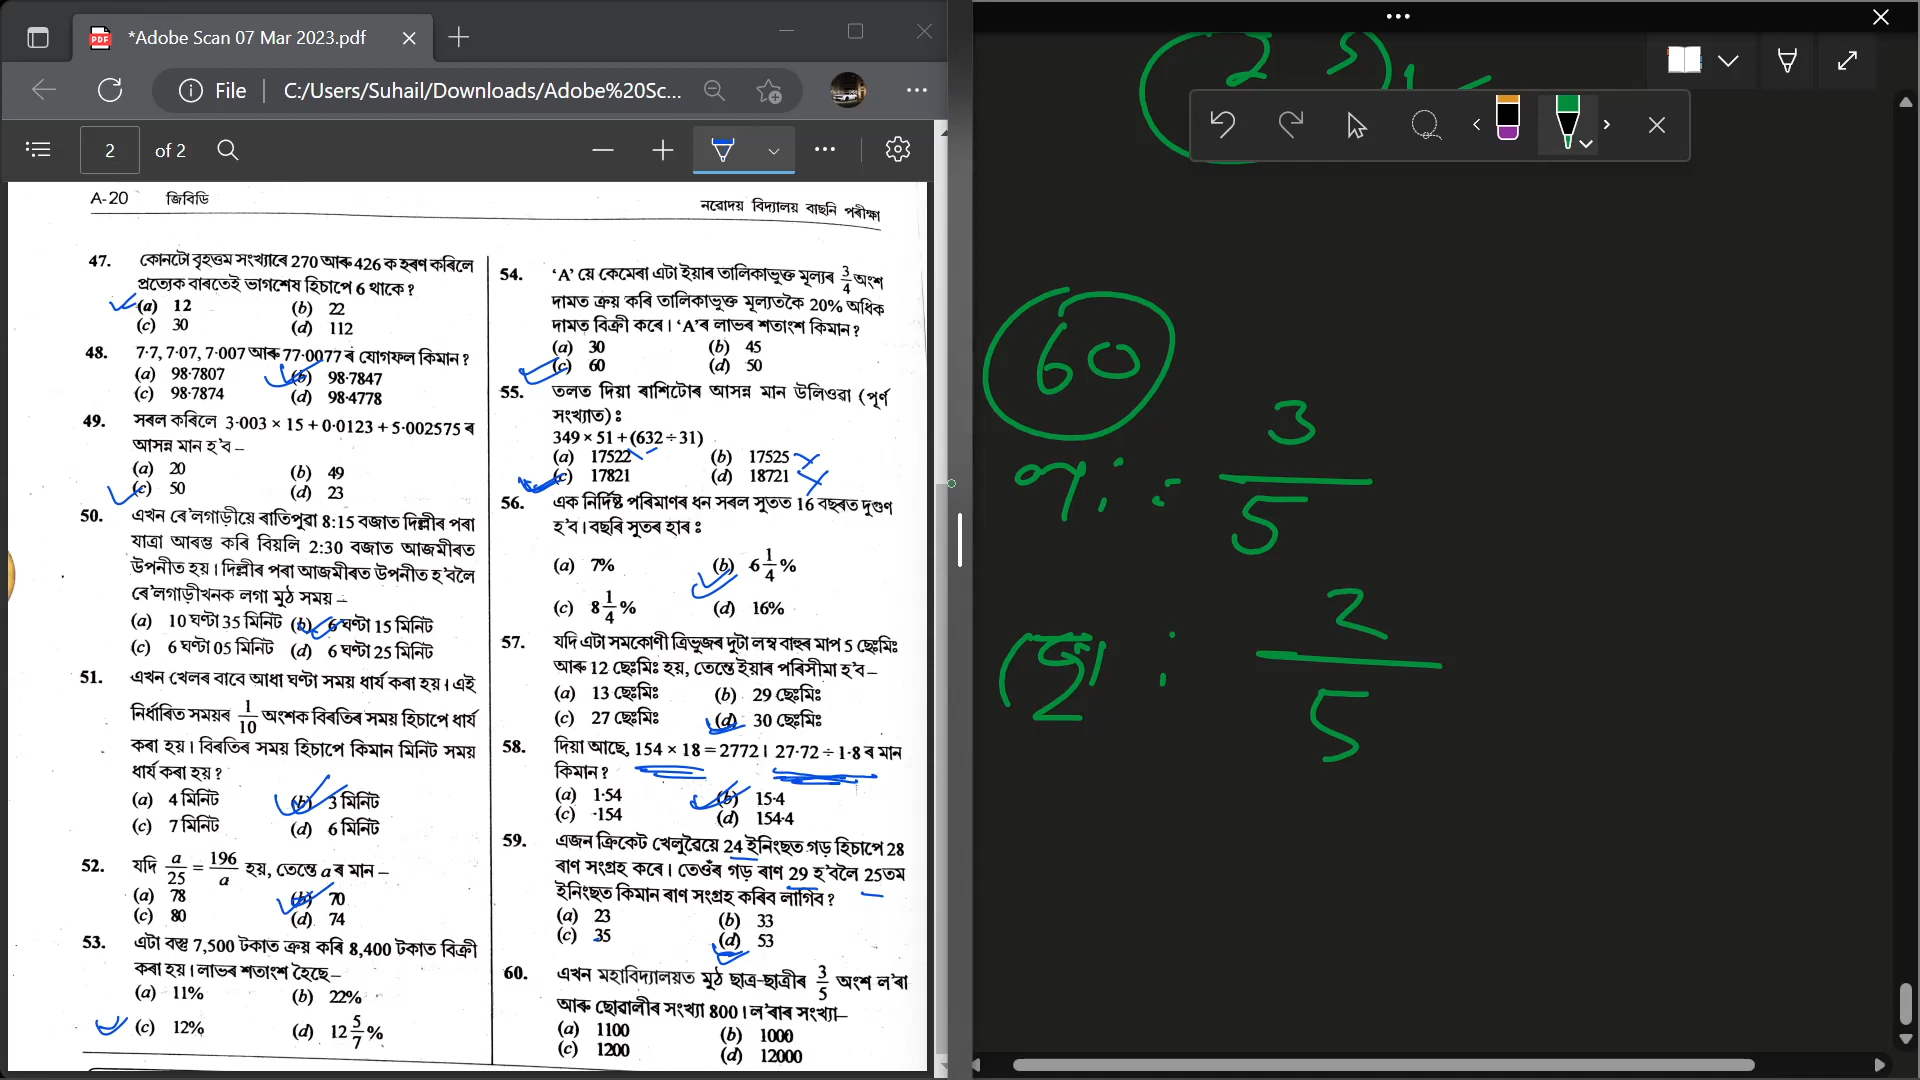 *Adobe Scan 07 Mar 2023.pdf
File
C:/Users/Suhail/Downloads/Adobe%20Sc...
2 of 2
A-20 জিবিডি
নৱোদয় বিদ্যালয় বাছনি পৰীক্ষা
47. কোনটো বৃহত্তম সংখ্যাৰে 270 আৰু 426 ক হৰণ কৰিলে
প্ৰত্যেক বাৰতেই ভাগশেষ হিচাপে 6 থাকে?
(a) 12 (b) 22
(c) 30 (d) 112
48. 7·7, 7·07, 7·007 আৰু 77·0077 ৰ যোগফল কিমান?
(a) 98·7807 (b) 98·7847
(c) 98·7874 (d) 98·4778
49. সৰল কৰিলে 3·003 × 15 + 0·0123 + 5·002575 ৰ
আসন্ন মান হ'ব –
(a) 20 (b) 49
(c) 50 (d) 23
50. এখন ৰে'লগাড়ীয়ে ৰাতিপুৱা 8:15 বজাত দিল্লীৰ পৰা
যাত্ৰা আৰম্ভ কৰি বিয়লি 2:30 বজাত আজমীৰত
উপনীত হয়। দিল্লীৰ পৰা আজমীৰত উপনীত হ'বলৈ
ৰে'লগাড়ীখনক লগা মুঠ সময় –
(a) 10 ঘণ্টা 35 মিনিট (b) 6 ঘণ্টা 15 মিনিট
(c) 6 ঘণ্টা 05 মিনিট (d) 6 ঘণ্টা 25 মিনিট
51. এখন খেলৰ বাবে আধা ঘণ্টা সময় ধাৰ্য কৰা হয়। এই
নিৰ্ধাৰিত সময়ৰ 1/10 অংশক বিৰতিৰ সময় হিচাপে ধাৰ্য
কৰা হয়। বিৰতিৰ সময় হিচাপে কিমান মিনিট সময়
ধাৰ্য কৰা হয়?
(a) 4 মিনিট (b) 3 মিনিট
(c) 7 মিনিট (d) 6 মিনিট
52. যদি a/25 = 196/a হয়, তেন্তে a ৰ মান –
(a) 78 (b) 70
(c) 80 (d) 74
53. এটা বস্তু 7,500 টকাত ক্ৰয় কৰি 8,400 টকাত বিক্ৰী
কৰা হয়। লাভৰ শতাংশ হৈছে –
(a) 11% (b) 22%
(c) 12% (d) 12 5/7 %
54. 'A' য়ে কেমেৰা এটা ইয়াৰ তালিকাভুক্ত মূল্যৰ 3/4 অংশ
দামত ক্ৰয় কৰি তালিকাভুক্ত মূল্যতকৈ 20% অধিক
দামত বিক্ৰী কৰে। 'A'ৰ লাভৰ শতাংশ কিমান?
(a) 30 (b) 45
(c) 60 (d) 50
55. তলত দিয়া ৰাশিটোৰ আসন্ন মান উলিওৱা (পূৰ্ণ
সংখ্যাত) ঃ
349 × 51 + (632 ÷ 31)
(a) 17522 (b) 17525
(c) 17821 (d) 18721
56. এক নিৰ্দিষ্ট পৰিমাণৰ ধন সৰল সুতত 16 বছৰত দুগুণ
হ'ব। বছৰি সুতৰ হাৰ ঃ
(a) 7% (b) 6 1/4 %
(c) 8 1/4 % (d) 16%
57. যদি এটা সমকোণী ত্ৰিভুজৰ দুটা লম্ব বাহুৰ মাপ 5 ছেঃমিঃ
আৰু 12 ছেঃমিঃ হয়, তেন্তে ইয়াৰ পৰিসীমা হ'ব –
(a) 13 ছেঃমিঃ (b) 29 ছেঃমিঃ
(c) 27 ছেঃমিঃ (d) 30 ছেঃমিঃ
58. দিয়া আছে, 154 × 18 = 2772। 27·72 ÷ 1·8 ৰ মান
কিমান?
(a) 1·54 (b) 15·4
(c) ·154 (d) 154·4
59. এজন ক্ৰিকেট খেলুৱৈয়ে 24 ইনিংছত গড় হিচাপে 28
ৰাণ সংগ্ৰহ কৰে। তেওঁৰ গড় ৰাণ 29 হ'বলৈ 25তম
ইনিংছত কিমান ৰাণ সংগ্ৰহ কৰিব লাগিব?
(a) 23 (b) 33
(c) 35 (d) 53
60. এখন মহাবিদ্যালয়ত মুঠ ছাত্ৰ-ছাত্ৰীৰ 3/5 অংশ ল'ৰা
আৰু ছোৱালীৰ সংখ্যা 800। ল'ৰাৰ সংখ্যা–
(a) 1100 (b) 1000
(c) 1200 (d) 12000
2 5
60
3
5
2
5